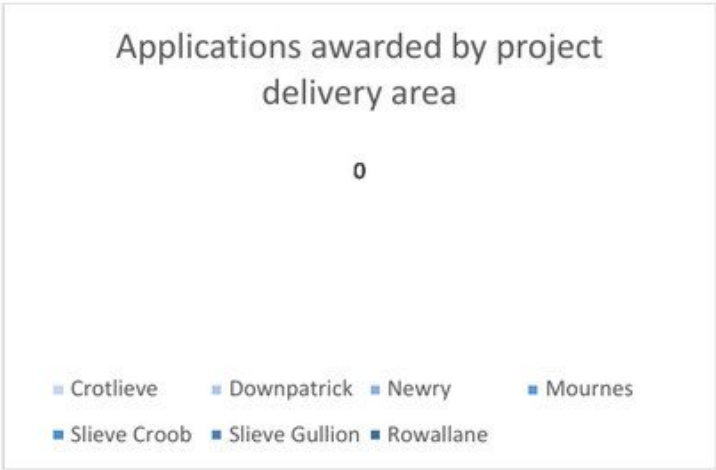 Applications awarded by project
delivery area
0
Crotlieve Downpatrick Newry Mournes
Slieve Croob Slieve Gullion Rowallane